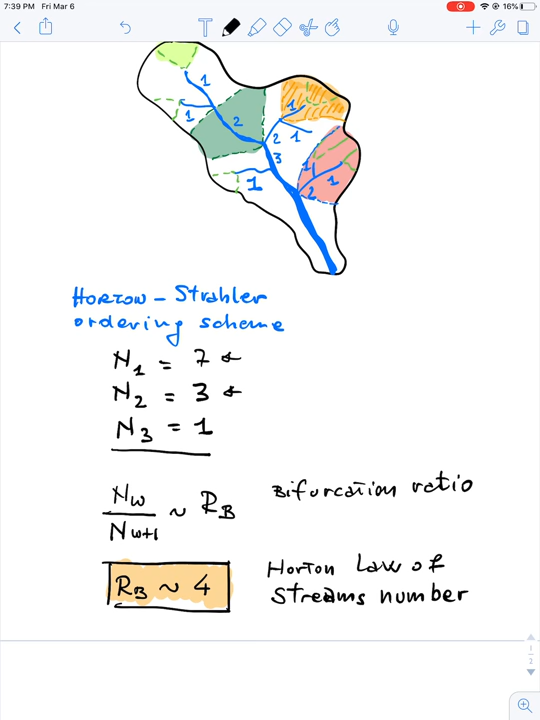 7:39 PM Fri Mar 6
16%
T
1
1
2
1
1
2
3
1
1
1
2
Horton - Strahler
ordering scheme
N1 = 7 ←
N2 = 3 ←
N3 = 1
Nw
Nw+1
~ RB
Bifurcation ratio
RB ~ 4
Horton Law of
Streams number
1
2